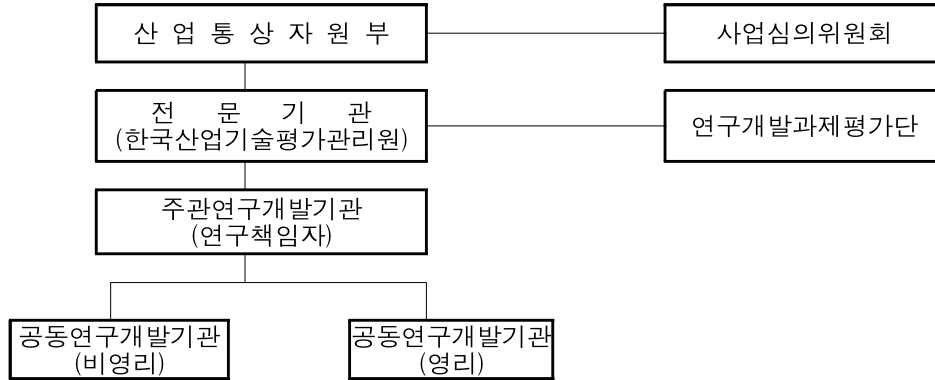 산 업 통 상 자 원 부
사업심의위원회
전 문 기 관
(한국산업기술평가관리원)
연구개발과제평가단
주관연구개발기관
(연구책임자)
공동연구개발기관
(비영리)
공동연구개발기관
(영리)